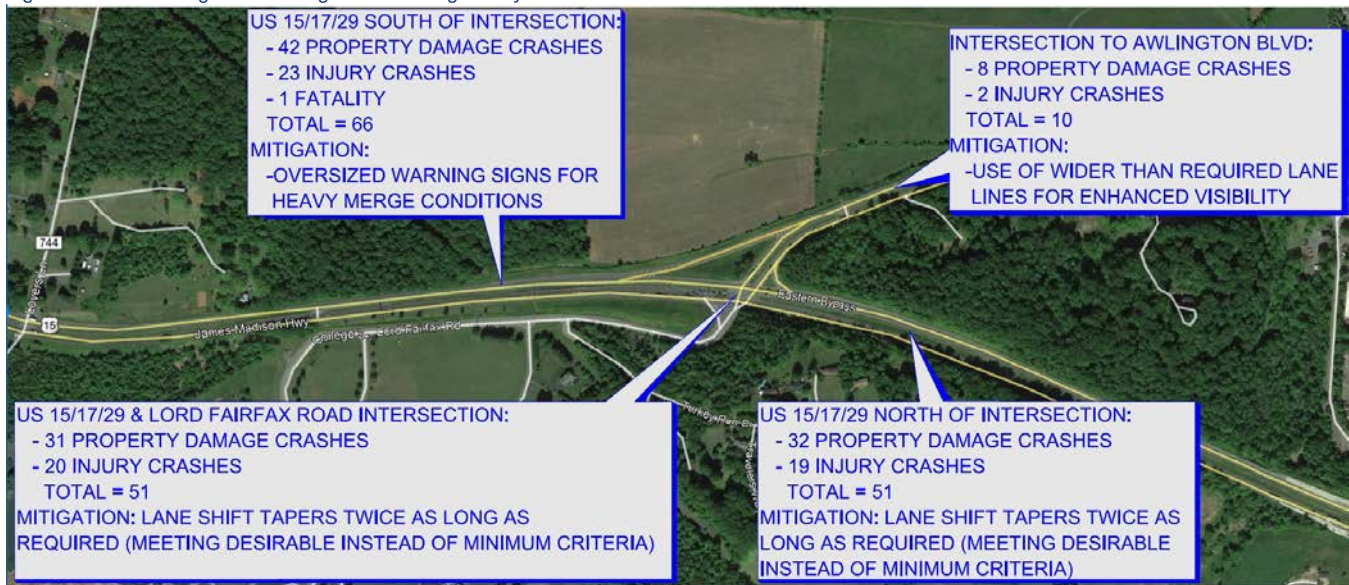 US 15/17/29 SOUTH OF INTERSECTION:
- 42 PROPERTY DAMAGE CRASHES
- 23 INJURY CRASHES
- 1 FATALITY
TOTAL = 66
MITIGATION:
-OVERSIZED WARNING SIGNS FOR
HEAVY MERGE CONDITIONS
INTERSECTION TO AWLINGTON BLVD:
- 8 PROPERTY DAMAGE CRASHES
- 2 INJURY CRASHES
TOTAL = 10
MITIGATION:
-USE OF WIDER THAN REQUIRED LANE
LINES FOR ENHANCED VISIBILITY
744
15
James Madison Hwy
Lord Fairfax Rd
Eastern Bypass
US 15/17/29 & LORD FAIRFAX ROAD INTERSECTION:
- 31 PROPERTY DAMAGE CRASHES
- 20 INJURY CRASHES
TOTAL = 51
MITIGATION: LANE SHIFT TAPERS TWICE AS LONG AS
REQUIRED (MEETING DESIRABLE INSTEAD OF MINIMUM CRITERIA)
Turkey Run
US 15/17/29 NORTH OF INTERSECTION:
- 32 PROPERTY DAMAGE CRASHES
- 19 INJURY CRASHES
TOTAL = 51
MITIGATION: LANE SHIFT TAPERS TWICE AS
LONG AS REQUIRED (MEETING DESIRABLE
INSTEAD OF MINIMUM CRITERIA)